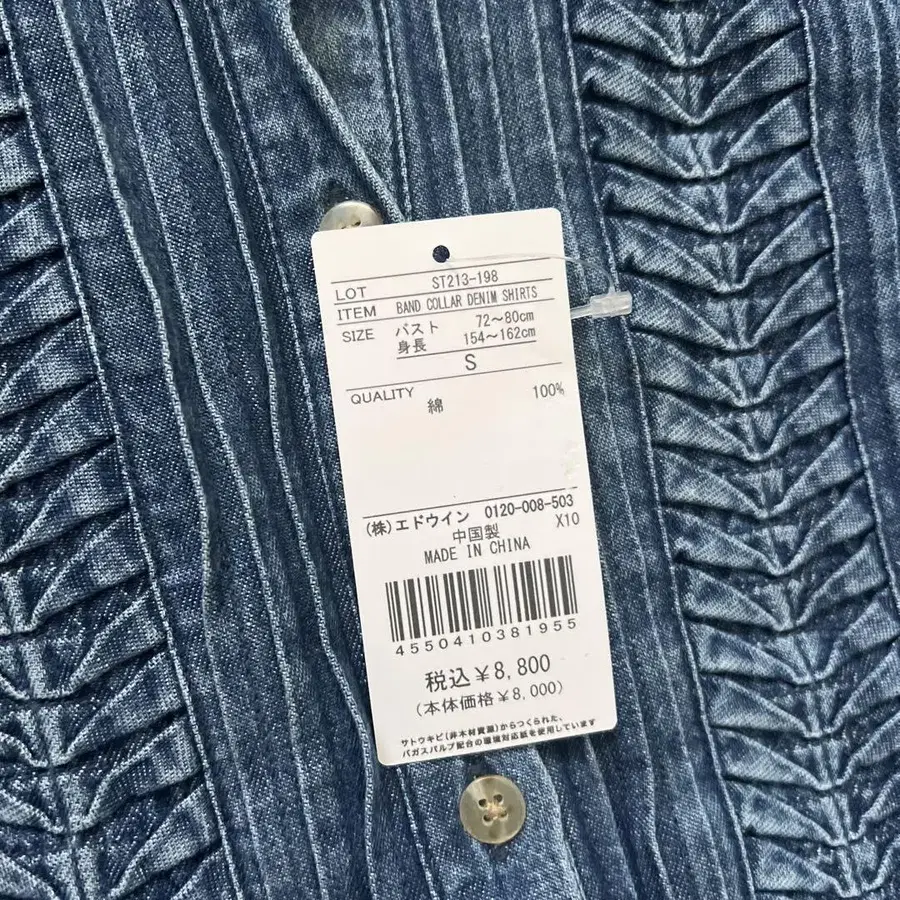 LOT ST213-198
ITEM BAND COLLAR DENIM SHIRTS
SIZE バスト 72～80cm
身長 154～162cm
S
QUALITY
綿 100%
(株)エドウイン 0120-008-503
中国製 X10
MADE IN CHINA
4550410381955
税込¥8,800
(本体価格¥8,000)
サトウキビ(非木材資源)からつくられた、
バガスパルプ配合の環境対応紙を使用しています